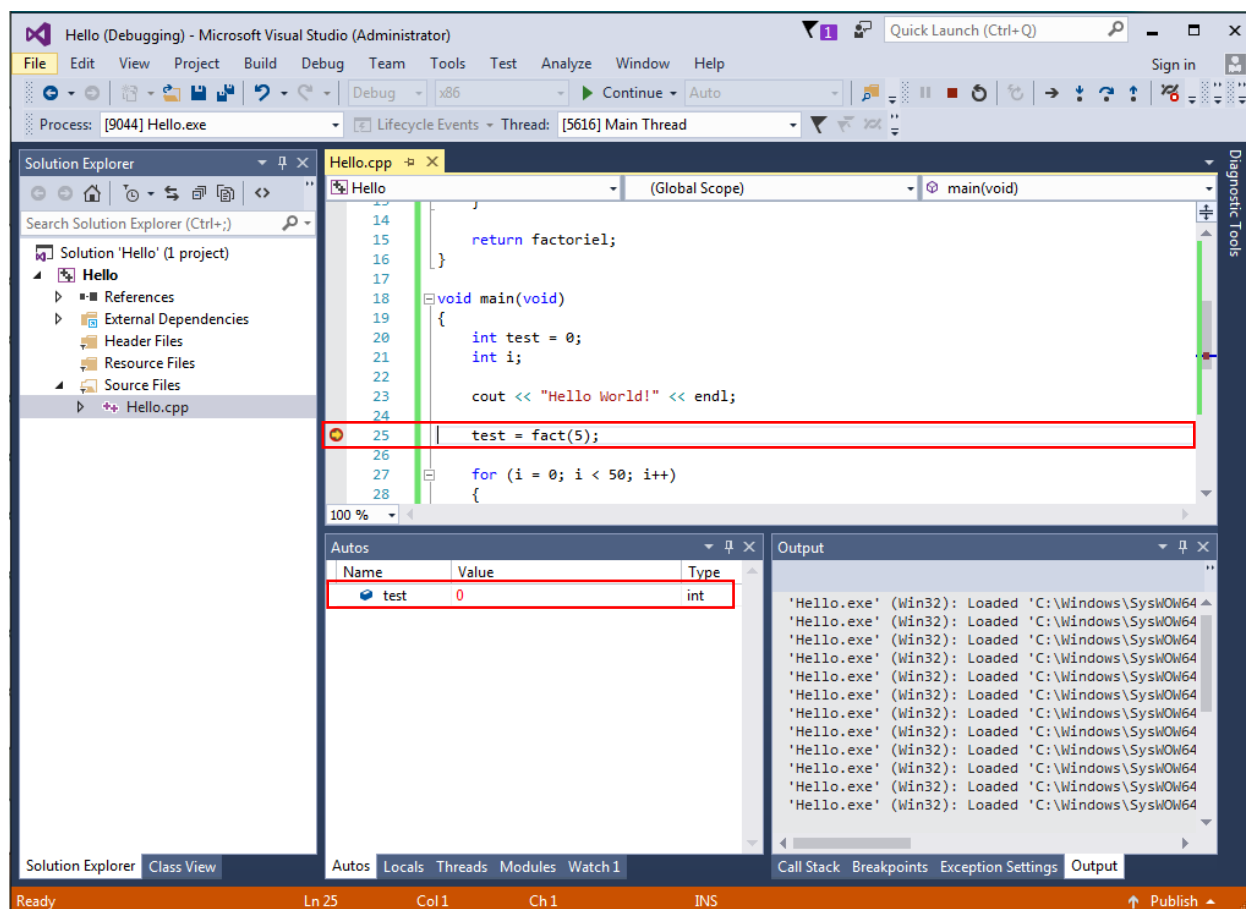 Hello (Debugging) - Microsoft Visual Studio (Administrator)
1
Quick Launch (Ctrl+Q)
File Edit View Project Build Debug Team Tools Test Analyze Window Help
Sign in
Debug x86 Continue Auto
Process: [9044] Hello.exe Lifecycle Events Thread: [5616] Main Thread
Solution Explorer
Search Solution Explorer (Ctrl+;)
Solution 'Hello' (1 project)
Hello
References
External Dependencies
Header Files
Resource Files
Source Files
Hello.cpp
Solution Explorer Class View
Hello.cpp
Hello (Global Scope) main(void)
13 }
14
15 return factoriel;
16 }
17
18 void main(void)
19 {
20 int test = 0;
21 int i;
22
23 cout << "Hello World!" << endl;
24
25 test = fact(5);
26
27 for (i = 0; i < 50; i++)
28 {
100 %
Autos
Name Value Type
test 0 int
Autos Locals Threads Modules Watch 1
Output
'Hello.exe' (Win32): Loaded 'C:\Windows\SysWOW64
'Hello.exe' (Win32): Loaded 'C:\Windows\SysWOW64
'Hello.exe' (Win32): Loaded 'C:\Windows\SysWOW64
'Hello.exe' (Win32): Loaded 'C:\Windows\SysWOW64
'Hello.exe' (Win32): Loaded 'C:\Windows\SysWOW64
'Hello.exe' (Win32): Loaded 'C:\Windows\SysWOW64
'Hello.exe' (Win32): Loaded 'C:\Windows\SysWOW64
'Hello.exe' (Win32): Loaded 'C:\Windows\SysWOW64
'Hello.exe' (Win32): Loaded 'C:\Windows\SysWOW64
'Hello.exe' (Win32): Loaded 'C:\Windows\SysWOW64
'Hello.exe' (Win32): Loaded 'C:\Windows\SysWOW64
'Hello.exe' (Win32): Loaded 'C:\Windows\SysWOW64
Call Stack Breakpoints Exception Settings Output
Diagnostic Tools
Ready Ln 25 Col 1 Ch 1 INS Publish